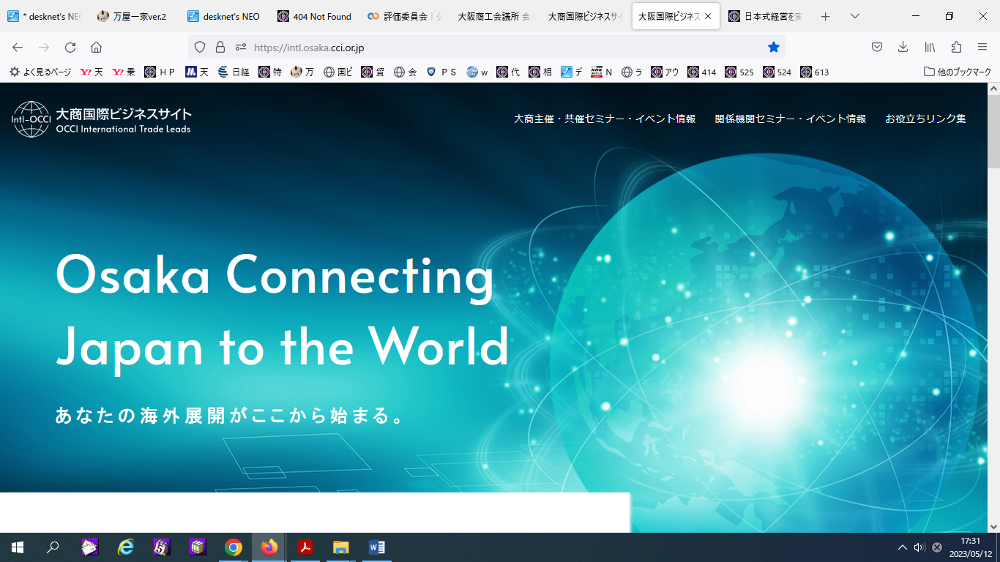 * desknet's NE
万屋一家ver.2
desknet's NEO
404 Not Found
評価委員会｜公
大阪商工会議所 会
大商国際ビジネスサイ
大阪国際ビジネス
日本式経営を実
https://intl.osaka.cci.or.jp
よく見るページ
天
乗
ＨＰ
天
日経
特
万
国ビ
貿
会
ＰＳ
w
代
相
デ
N
ラ
アウ
414
525
524
613
他のブックマーク
Intl-OCCI
大商国際ビジネスサイト
OCCI International Trade Leads
大商主催・共催セミナー・イベント情報
関係機関セミナー・イベント情報
お役立ちリンク集
Osaka Connecting
Japan to the World
あなたの海外展開がここから始まる。
17:31
2023/05/12